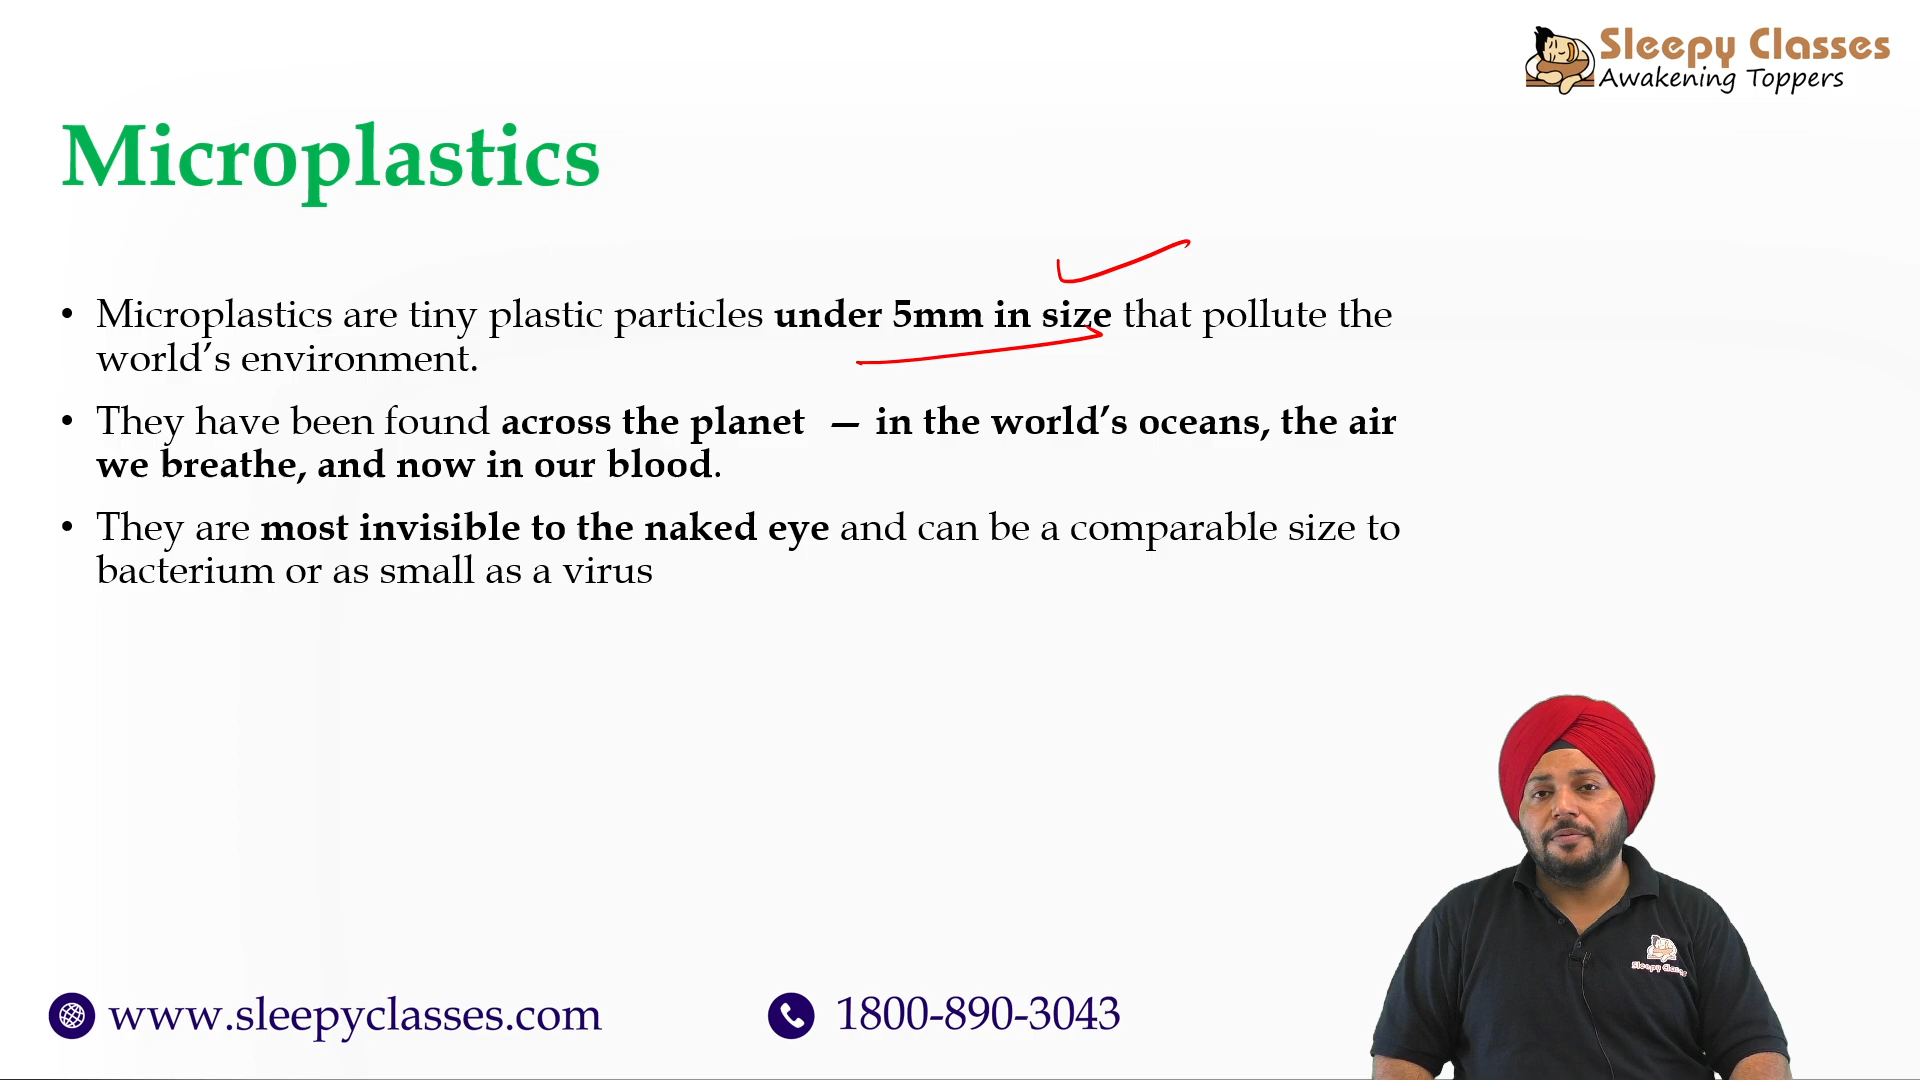 Sleepy Classes
Awakening Toppers
Microplastics
• Microplastics are tiny plastic particles under 5mm in size that pollute the
world’s environment.
• They have been found across the planet — in the world’s oceans, the air
we breathe, and now in our blood.
• They are most invisible to the naked eye and can be a comparable size to
bacterium or as small as a virus
Sleepy Classes
www.sleepyclasses.com
1800-890-3043